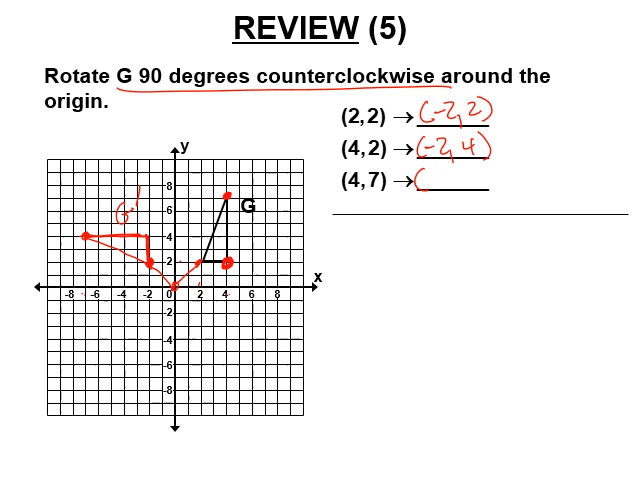 REVIEW (5)
Rotate G 90 degrees counterclockwise around the
origin.
(2,2) → (-2, 2)
(4,2) → (-2, 4)
(4,7) → (
y
8
6
G'
G
4
2
x
-8 -6 -4 -2 0 2 4 6 8
-2
-4
-6
-8